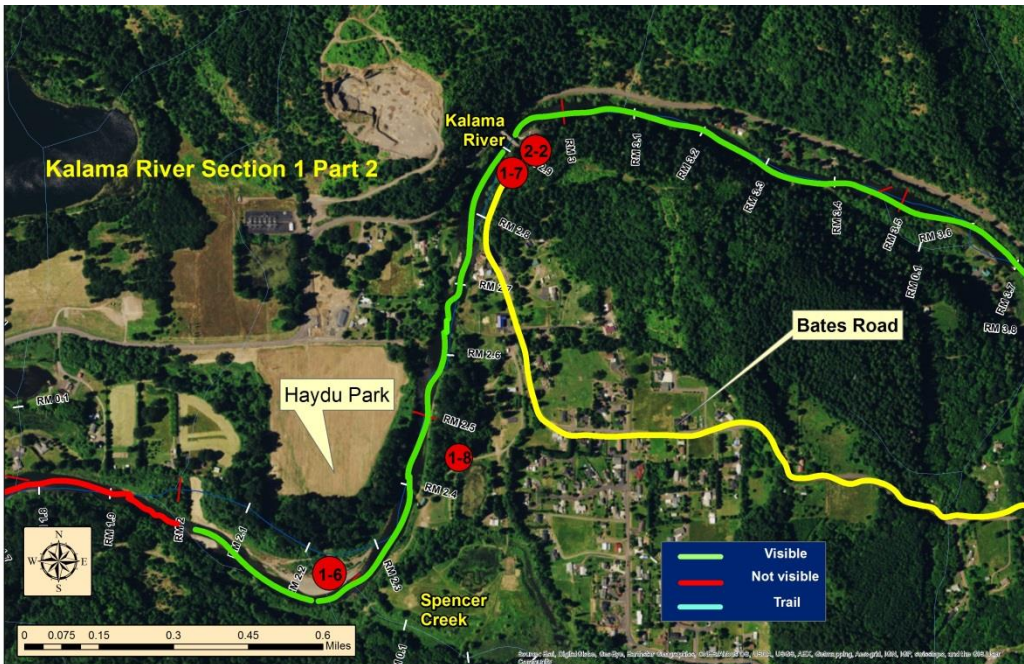 Kalama River Section 1 Part 2
Kalama
River
2-2
1-7
RM 3
RM 3.1
RM 3.2
RM 3.3
RM 3.4
RM 3.5
RM 3.6
RM 0.1
RM 3.7
RM 3.8
2.9
RM 2.8
RM 2.7
RM 2.6
Bates Road
Haydu Park
RM 0.1
RM 2.5
1-8
RM 2.4
1.8
RM 1.9
RM 2
RM 2.1
M 2.2
RM 2.3
1-6
Spencer
Creek
0.1
N
W E
S
Visible
Not visible
Trail
0 0.075 0.15 0.3 0.45 0.6
Miles